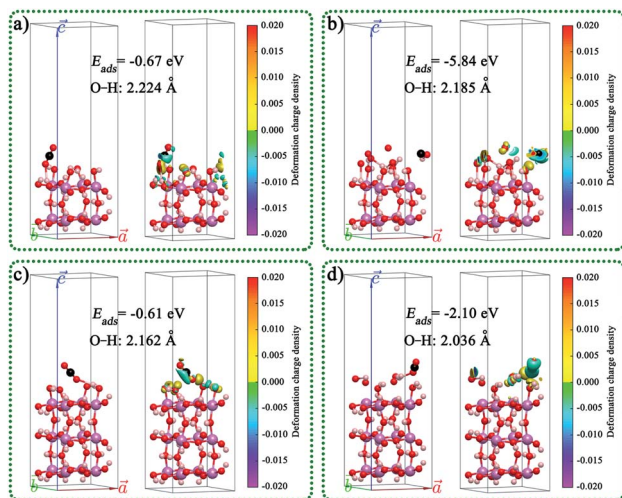 a)
c
E_ads= -0.67 eV
O-H: 2.224 Å
b
a
0.020
0.015
0.010
0.005
0.000
-0.005
-0.010
-0.015
-0.020
Deformation charge density
b)
c
E_ads= -5.84 eV
O-H: 2.185 Å
b
a
0.020
0.015
0.010
0.005
0.000
-0.005
-0.010
-0.015
-0.020
Deformation charge density
c)
c
E_ads= -0.61 eV
O-H: 2.162 Å
b
a
0.020
0.015
0.010
0.005
0.000
-0.005
-0.010
-0.015
-0.020
Deformation charge density
d)
c
E_ads= -2.10 eV
O-H: 2.036 Å
b
a
0.020
0.015
0.010
0.005
0.000
-0.005
-0.010
-0.015
-0.020
Deformation charge density